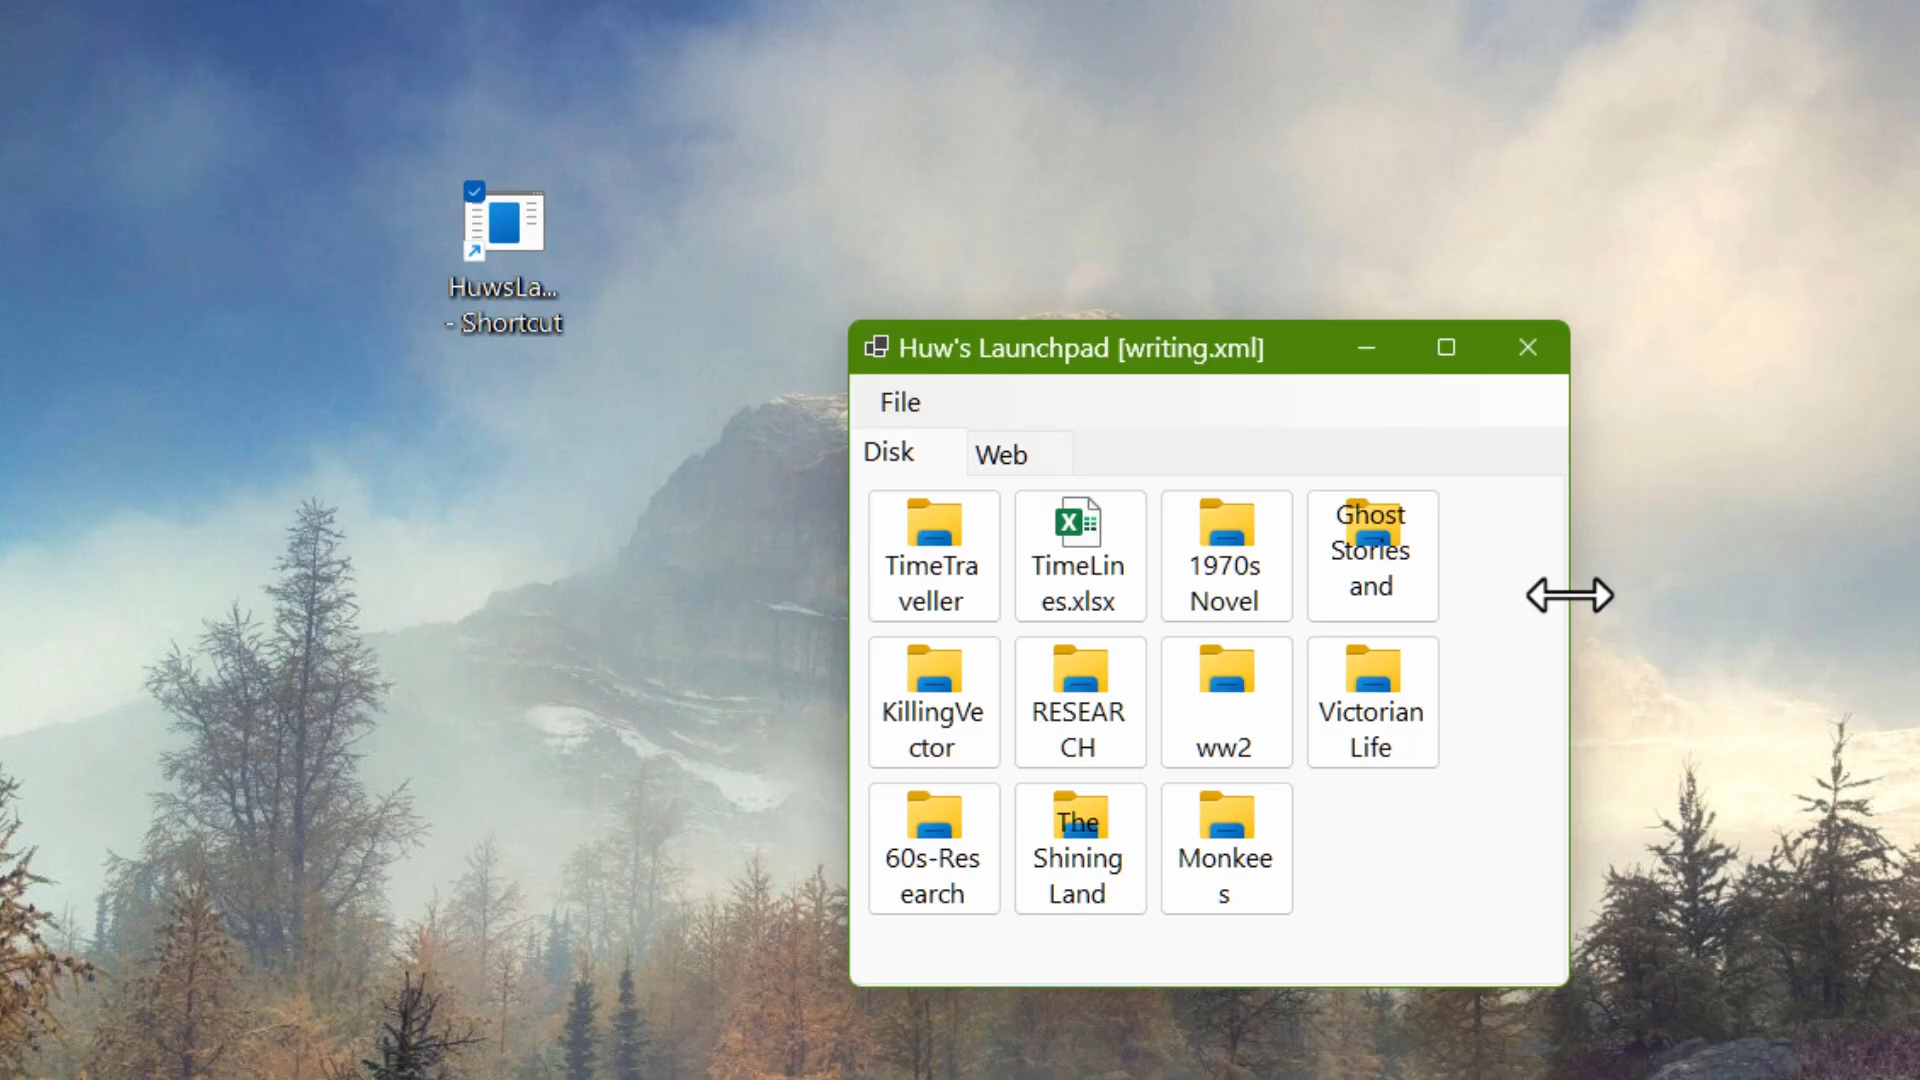 HuwsLa...
- Shortcut
Huw's Launchpad [writing.xml]
File
Disk
Web
TimeTra
veller
TimeLin
es.xlsx
1970s
Novel
Ghost
Stories
and
KillingVe
ctor
RESEAR
CH
ww2
Victorian
Life
60s-Res
earch
The
Shining
Land
Monkee
s